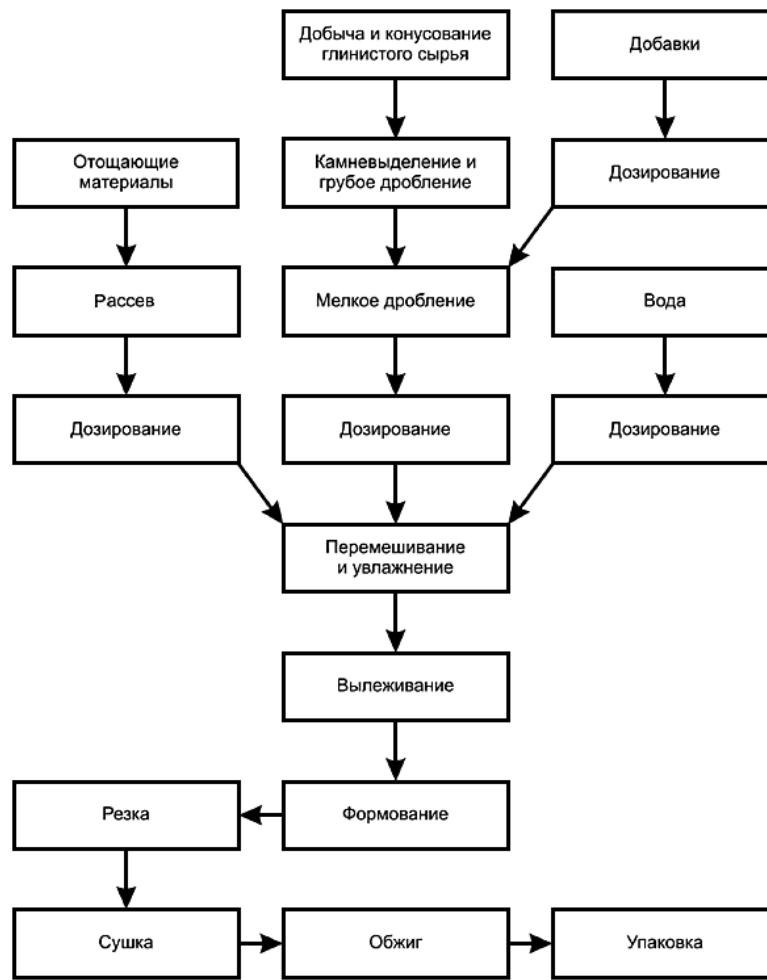 Добыча и конусование
глинистого сырья
Добавки
Отощающие
материалы
Камневыделение и
грубое дробление
Дозирование
Рассев
Мелкое дробление
Вода
Дозирование
Дозирование
Дозирование
Перемешивание
и увлажнение
Вылеживание
Резка
Формование
Сушка
Обжиг
Упаковка